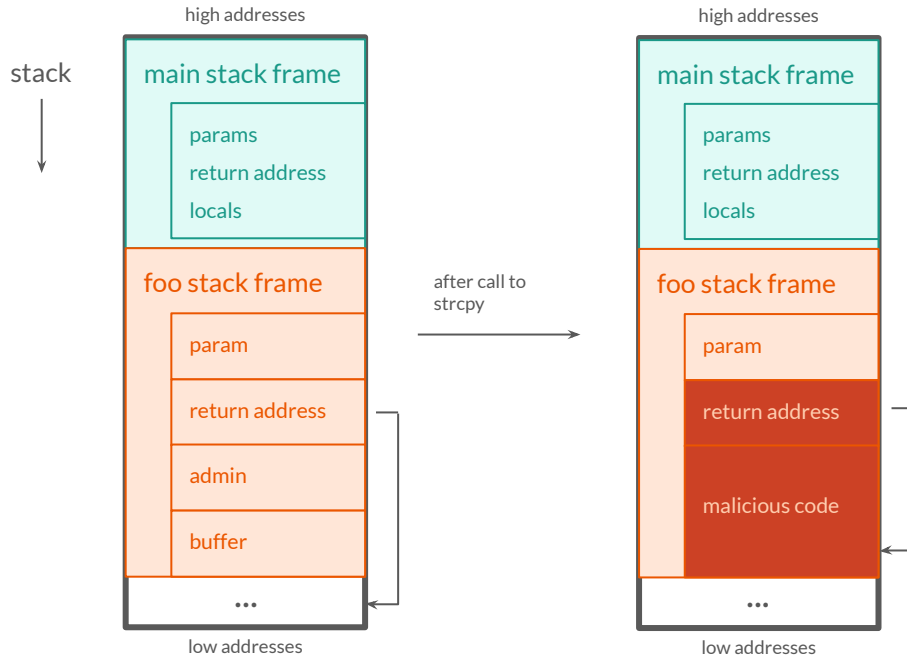 high addresses
stack
main stack frame
params
return address
locals
foo stack frame
param
return address
admin
buffer
...
low addresses
after call to
strcpy
high addresses
main stack frame
params
return address
locals
foo stack frame
param
return address
malicious code
...
low addresses